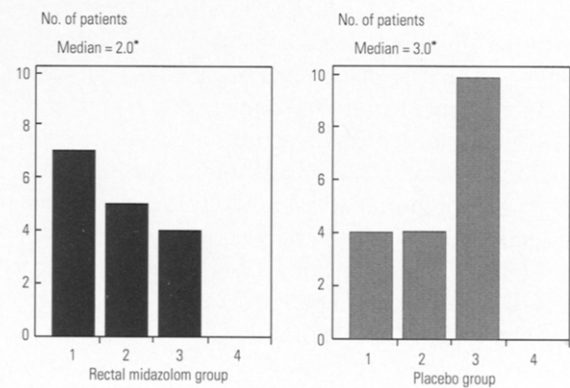 No. of patients
Median = 2.0*
10
8
6
4
2
0
1 2 3 4
Rectal midazolom group
No. of patients
Median = 3.0*
10
8
6
4
2
0
1 2 3 4
Placebo group